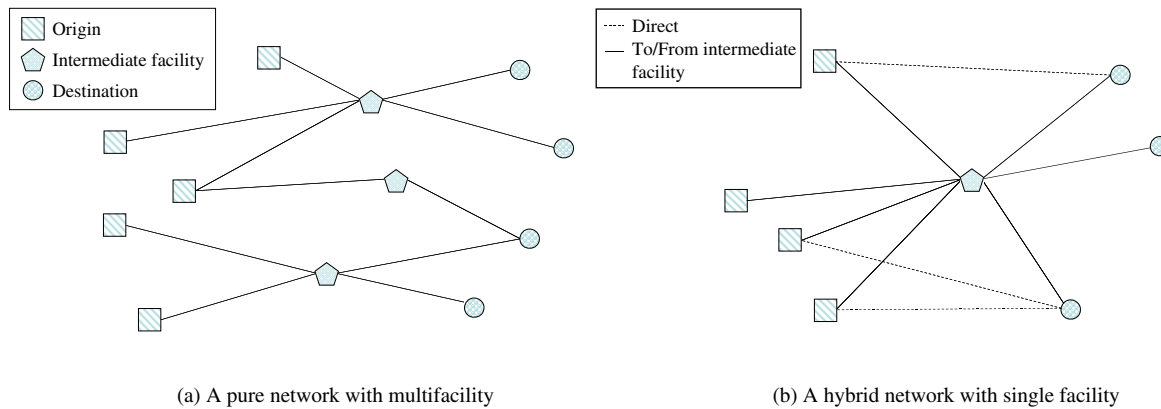 Origin
Intermediate facility
Destination
Direct
To/From intermediate
facility
(a) A pure network with multifacility
(b) A hybrid network with single facility